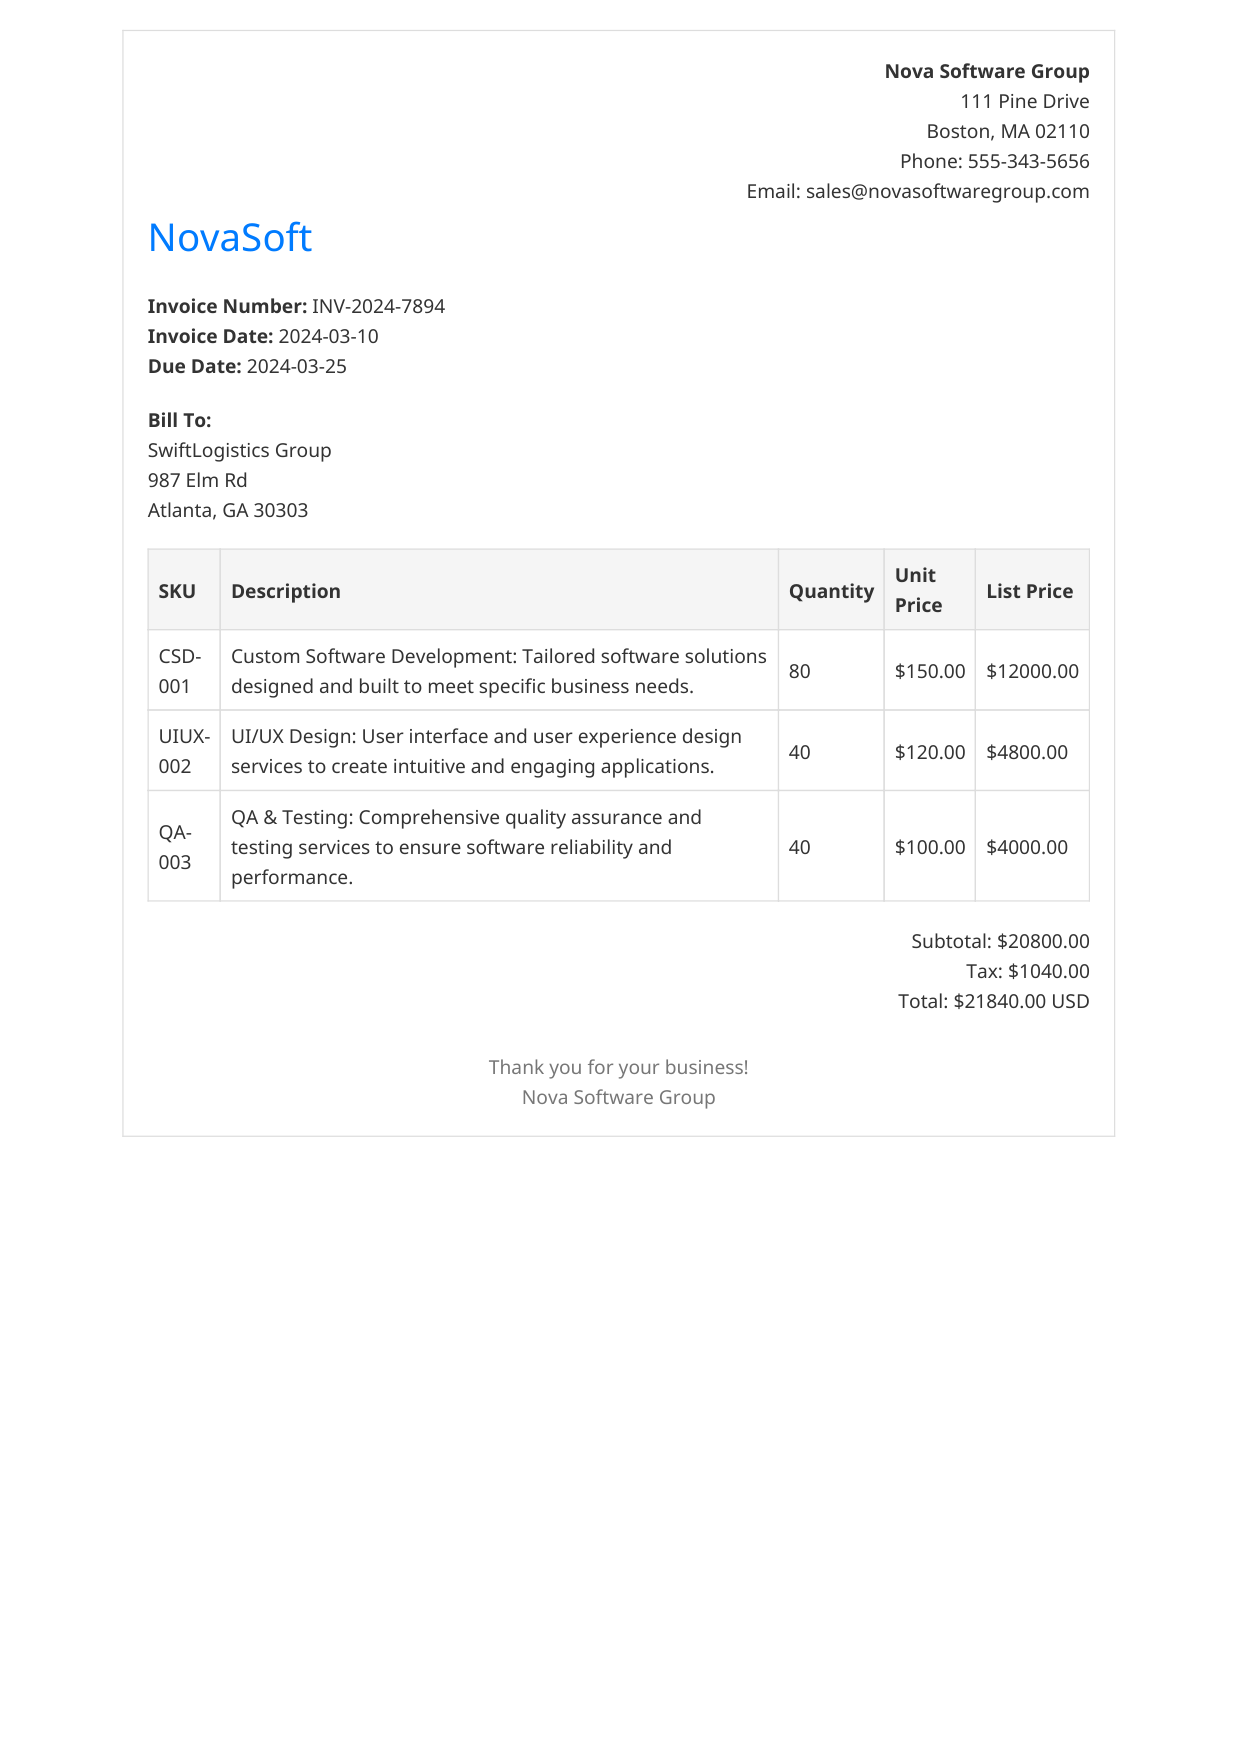 Nova Software Group
111 Pine Drive
Boston, MA 02110
Phone: 555-343-5656
Email: sales@novasoftwaregroup.com
NovaSoft
Invoice Number: INV-2024-7894
Invoice Date: 2024-03-10
Due Date: 2024-03-25
Bill To:
SwiftLogistics Group
987 Elm Rd
Atlanta, GA 30303
SKU Description Quantity Unit Price List Price
CSD-001 Custom Software Development: Tailored software solutions
designed and built to meet specific business needs. 80 $150.00 $12000.00
UIUX-002 UI/UX Design: User interface and user experience design
services to create intuitive and engaging applications. 40 $120.00 $4800.00
QA-003 QA & Testing: Comprehensive quality assurance and
testing services to ensure software reliability and
performance. 40 $100.00 $4000.00
Subtotal: $20800.00
Tax: $1040.00
Total: $21840.00 USD
Thank you for your business!
Nova Software Group